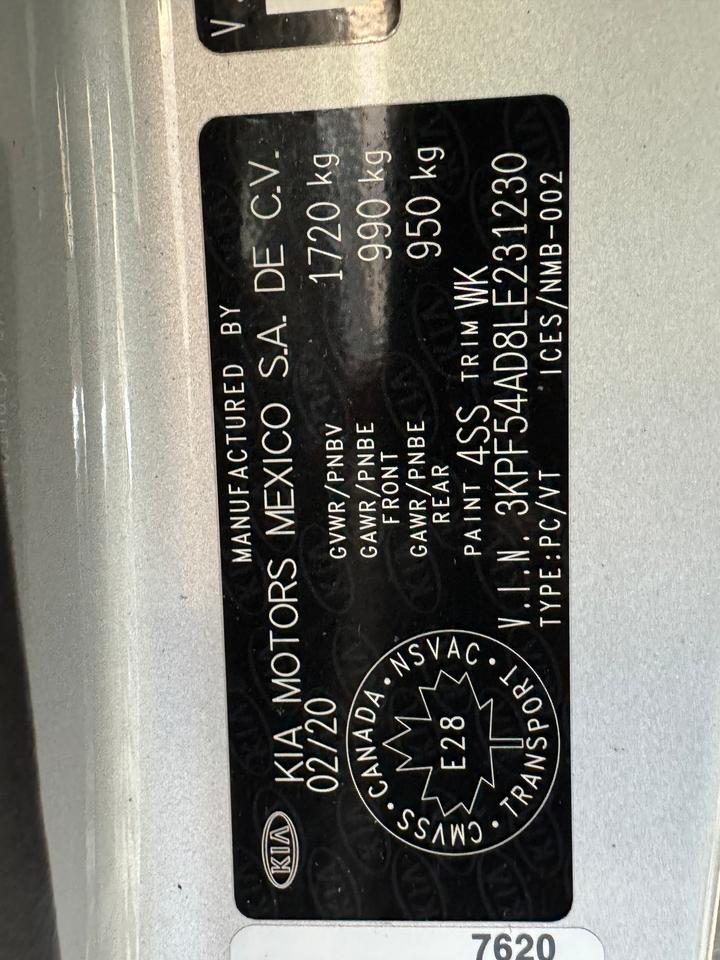 V.
MANUFACTURED BY
KIA KIA MOTORS MEXICO S.A. DE C.V.
02/20
GVWR/PNBV 1720 kg
GAWR/PNBE 990 kg
FRONT
GAWR/PNBE 950 kg
REAR
PAINT 4SS TRIM WK
V.I.N. 3KPF54AD8LE231230
TYPE:PC/VT ICES/NMB-002
CANADA • NSVAC • TRANSPORT • CMVSS •
E28
7620